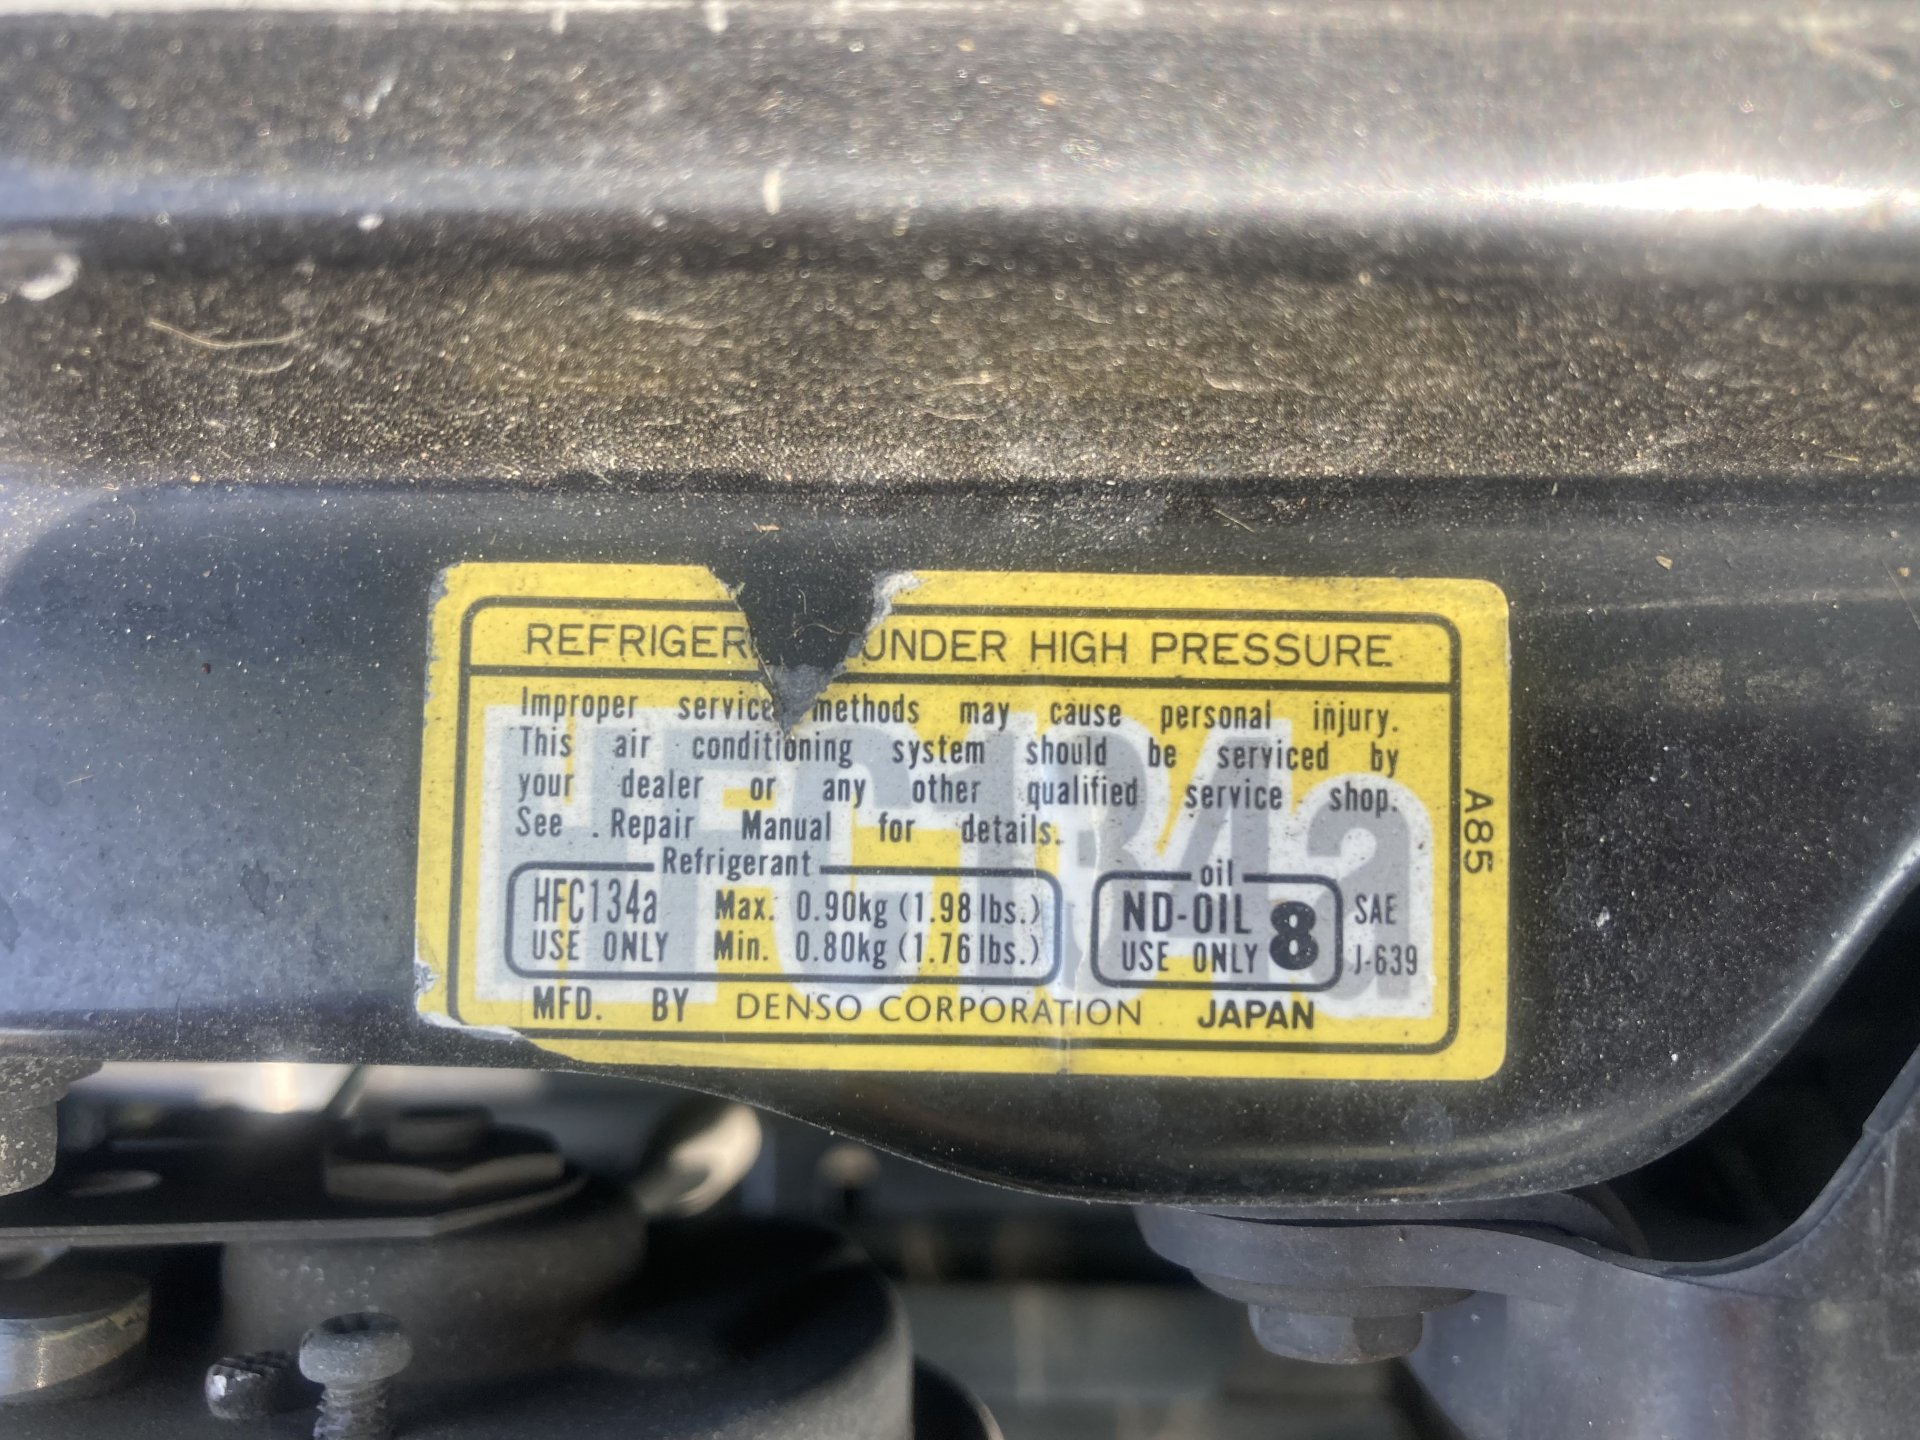 REFRIGER UNDER HIGH PRESSURE
Improper service methods may cause personal injury.
This air conditioning system should be serviced by
your dealer or any other qualified service shop.
See . Repair Manual for details.
HFC134a
Refrigerant
HFC134a Max. 0.90kg (1.98 lbs.)
USE ONLY Min. 0.80kg (1.76 lbs.)
oil
ND-OIL 8
USE ONLY
SAE
J-639
MFD. BY DENSO CORPORATION JAPAN
A85